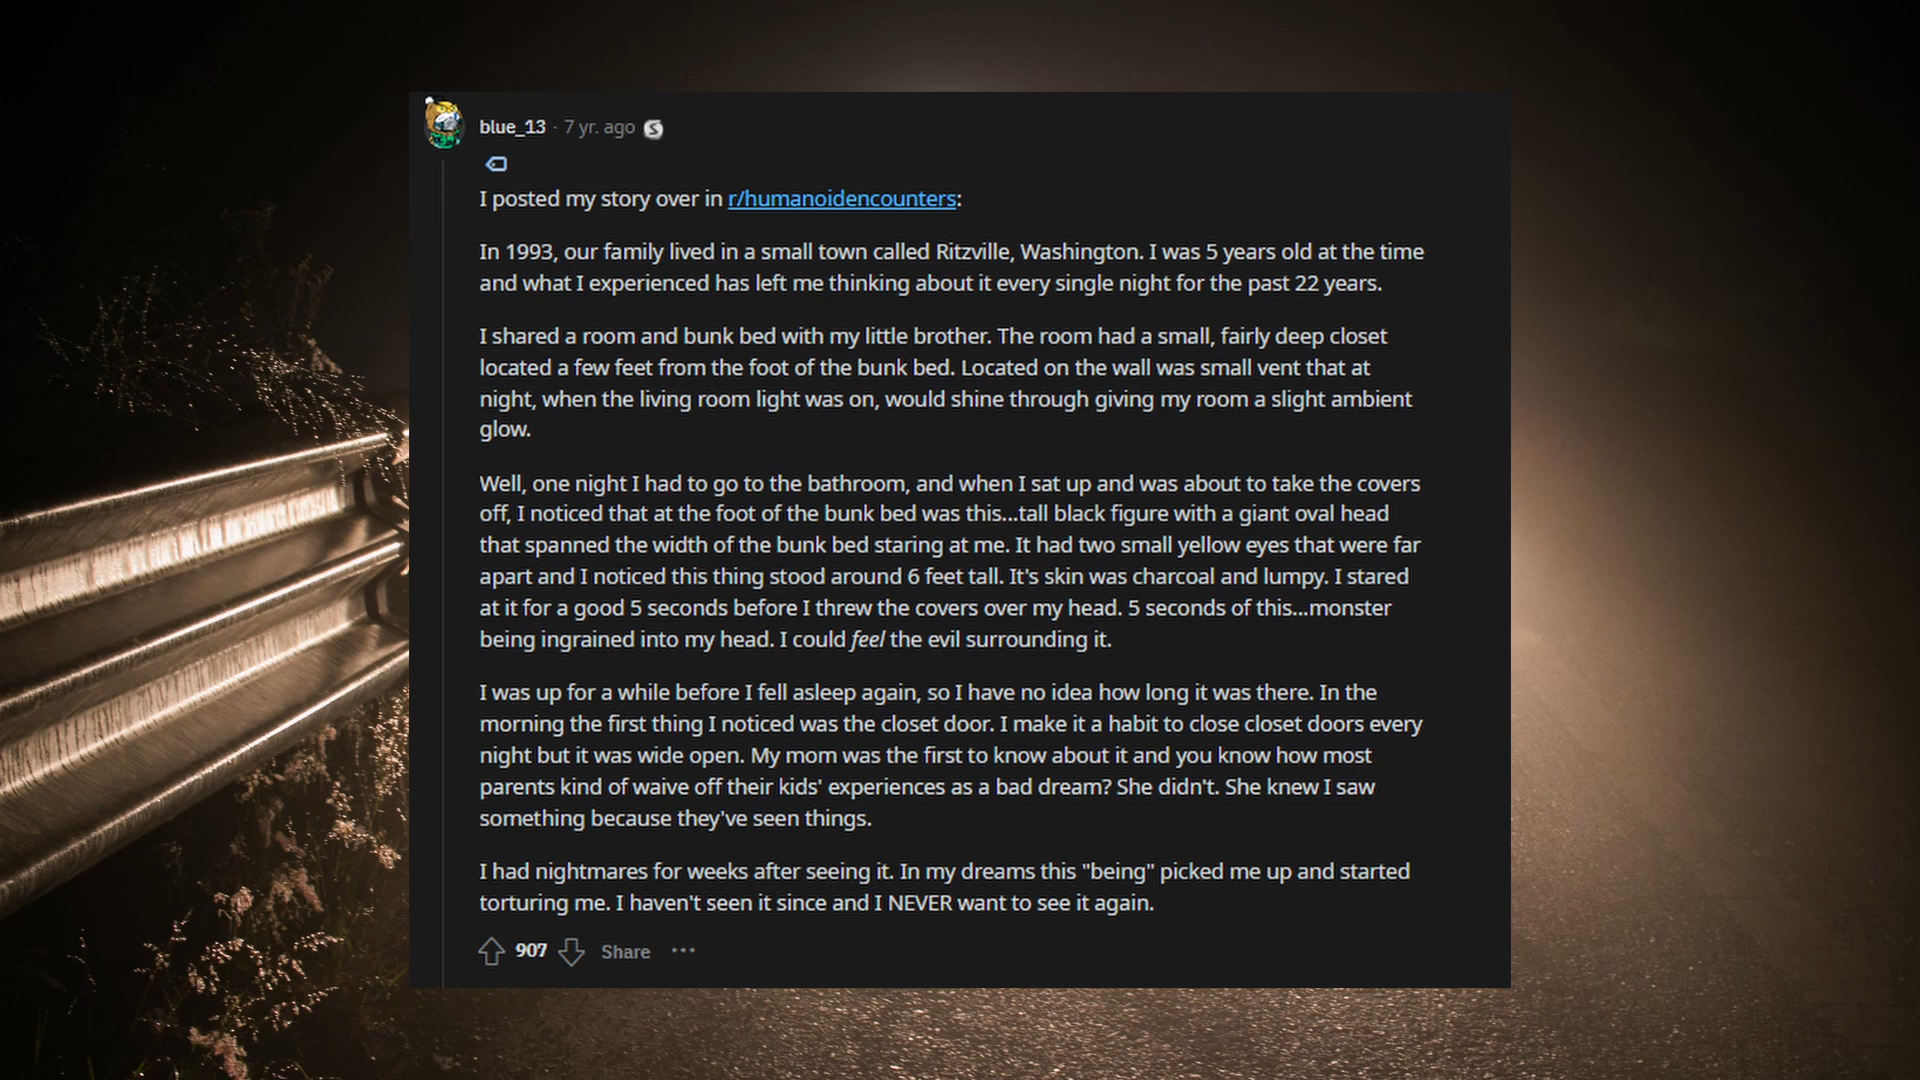 blue_13 · 7 yr. ago
I posted my story over in r/humanoidencounters:
In 1993, our family lived in a small town called Ritzville, Washington. I was 5 years old at the time
and what I experienced has left me thinking about it every single night for the past 22 years.
I shared a room and bunk bed with my little brother. The room had a small, fairly deep closet
located a few feet from the foot of the bunk bed. Located on the wall was small vent that at
night, when the living room light was on, would shine through giving my room a slight ambient
glow.
Well, one night I had to go to the bathroom, and when I sat up and was about to take the covers
off, I noticed that at the foot of the bunk bed was this...tall black figure with a giant oval head
that spanned the width of the bunk bed staring at me. It had two small yellow eyes that were far
apart and I noticed this thing stood around 6 feet tall. It's skin was charcoal and lumpy. I stared
at it for a good 5 seconds before I threw the covers over my head. 5 seconds of this...monster
being ingrained into my head. I could feel the evil surrounding it.
I was up for a while before I fell asleep again, so I have no idea how long it was there. In the
morning the first thing I noticed was the closet door. I make it a habit to close closet doors every
night but it was wide open. My mom was the first to know about it and you know how most
parents kind of waive off their kids' experiences as a bad dream? She didn't. She knew I saw
something because they've seen things.
I had nightmares for weeks after seeing it. In my dreams this "being" picked me up and started
torturing me. I haven't seen it since and I NEVER want to see it again.
907 Share ···